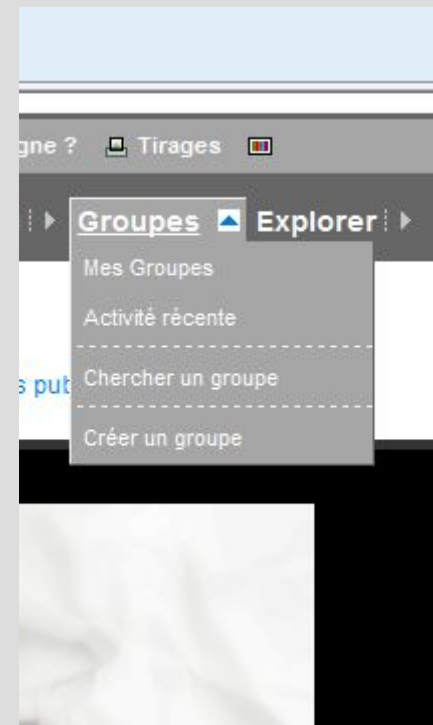 gne ? Tirages
Groupes Explorer
Mes Groupes
Activité récente
s pub
Chercher un groupe
Créer un groupe